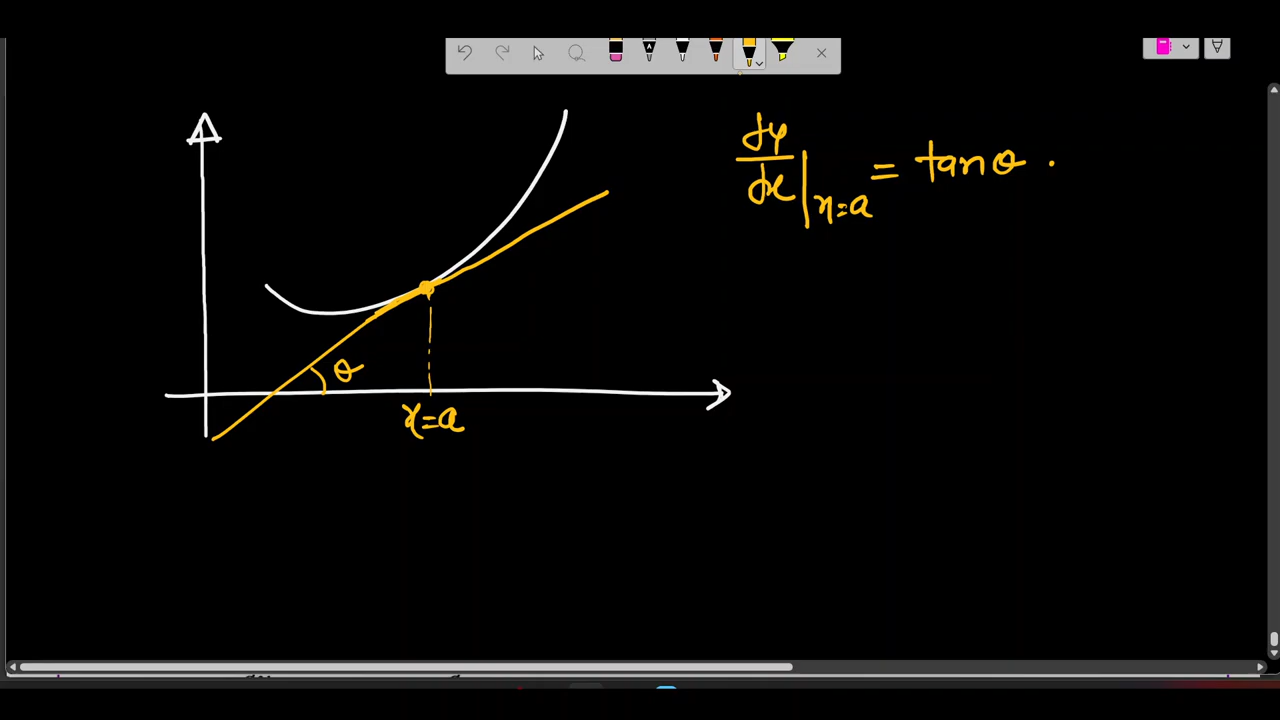 dy/dx |x=a = tanθ .
θ
x=a